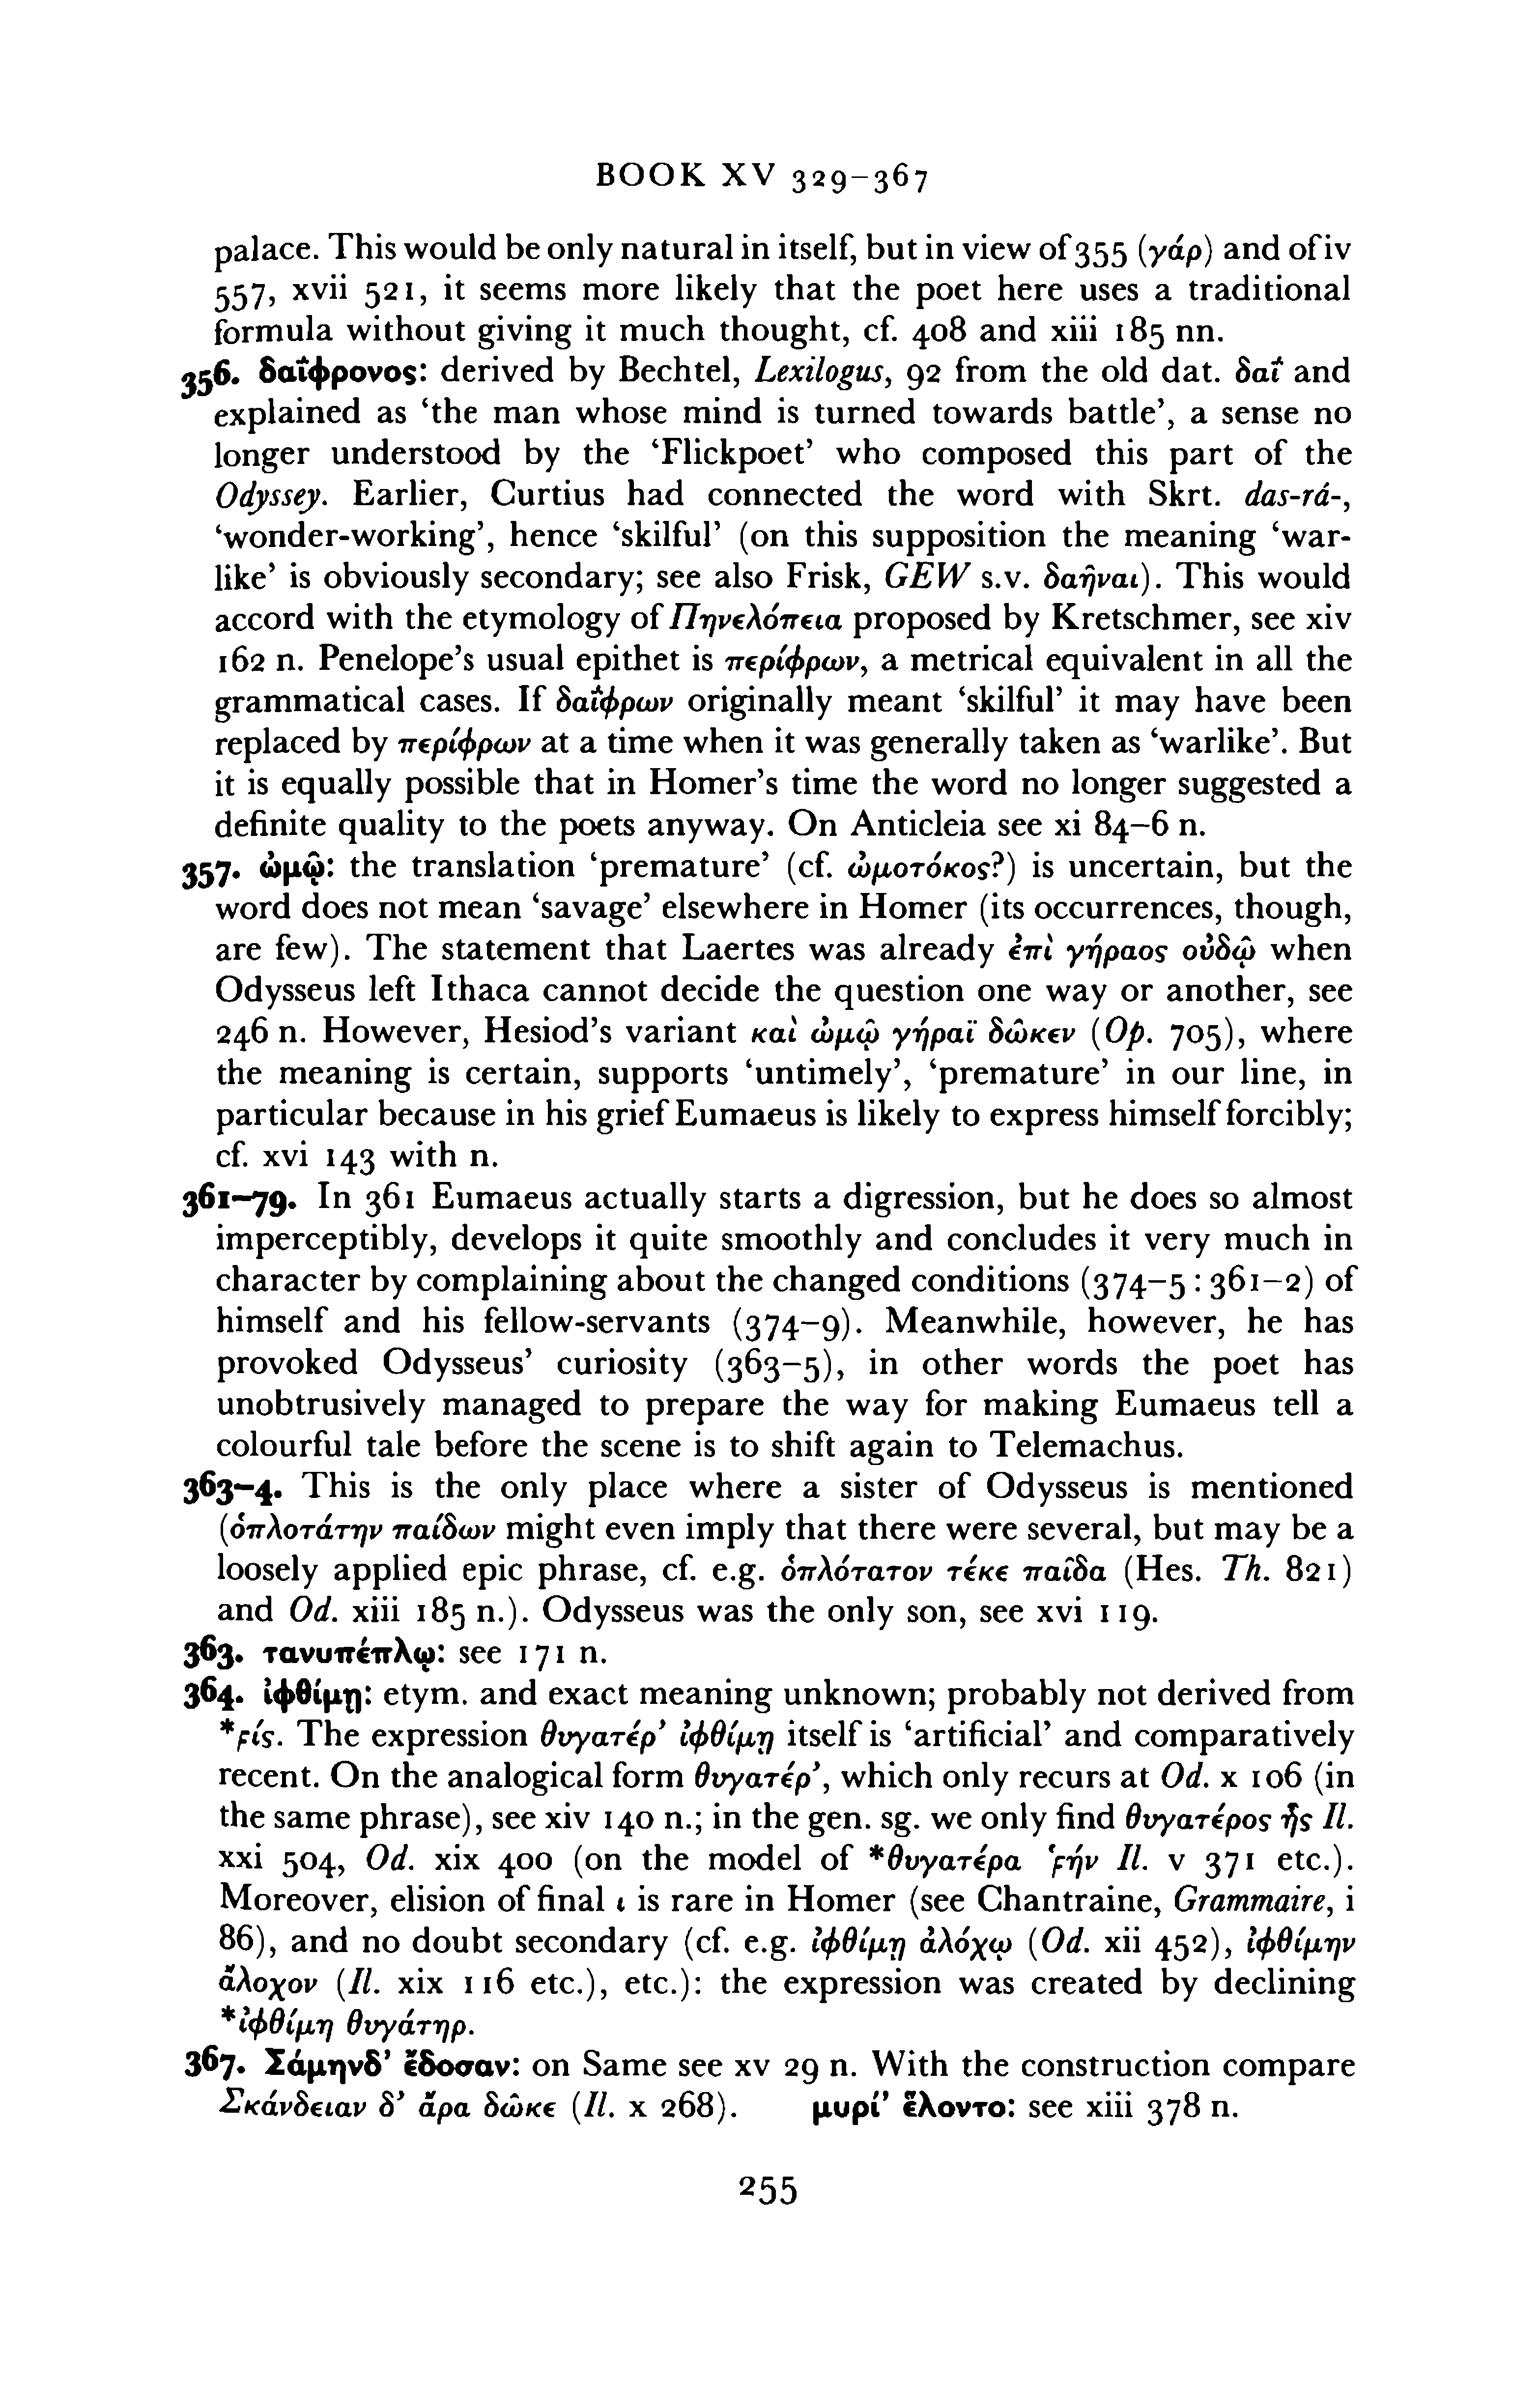 BOOK XV 329–367
palace. This would be only natural in itself, but in view of 355 (γάρ) and of iv
557, xvii 521, it seems more likely that the poet here uses a traditional
formula without giving it much thought, cf. 408 and xiii 185 nn.
356. δαΐφρονος: derived by Bechtel, Lexilogus, 92 from the old dat. δαΐ and
explained as ‘the man whose mind is turned towards battle’, a sense no
longer understood by the ‘Flickpoet’ who composed this part of the
Odyssey. Earlier, Curtius had connected the word with Skrt. das-rá-,
‘wonder-working’, hence ‘skilful’ (on this supposition the meaning ‘war-
like’ is obviously secondary; see also Frisk, GEW s.v. δαῆναι). This would
accord with the etymology of Πηνελόπεια proposed by Kretschmer, see xiv
162 n. Penelope’s usual epithet is περίφρων, a metrical equivalent in all the
grammatical cases. If δαΐφρων originally meant ‘skilful’ it may have been
replaced by περίφρων at a time when it was generally taken as ‘warlike’. But
it is equally possible that in Homer’s time the word no longer suggested a
definite quality to the poets anyway. On Anticleia see xi 84–6 n.
357. ὠμῷ: the translation ‘premature’ (cf. ὠμοτόκος?) is uncertain, but the
word does not mean ‘savage’ elsewhere in Homer (its occurrences, though,
are few). The statement that Laertes was already ἐπὶ γήραος οὐδῷ when
Odysseus left Ithaca cannot decide the question one way or another, see
246 n. However, Hesiod’s variant καὶ ὠμῷ γήραϊ δῶκεν (Op. 705), where
the meaning is certain, supports ‘untimely’, ‘premature’ in our line, in
particular because in his grief Eumaeus is likely to express himself forcibly;
cf. xvi 143 with n.
361–79. In 361 Eumaeus actually starts a digression, but he does so almost
imperceptibly, develops it quite smoothly and concludes it very much in
character by complaining about the changed conditions (374–5 : 361–2) of
himself and his fellow-servants (374–9). Meanwhile, however, he has
provoked Odysseus’ curiosity (363–5), in other words the poet has
unobtrusively managed to prepare the way for making Eumaeus tell a
colourful tale before the scene is to shift again to Telemachus.
363–4. This is the only place where a sister of Odysseus is mentioned
(ὁπλοτάτην παίδων might even imply that there were several, but may be a
loosely applied epic phrase, cf. e.g. ὁπλότατον τέκε παῖδα (Hes. Th. 821)
and Od. xiii 185 n.). Odysseus was the only son, see xvi 119.
363. τανυπέπλῳ: see 171 n.
364. ἰφθίμῃ: etym. and exact meaning unknown; probably not derived from
*ϝίς. The expression θυγατέρ’ ἰφθίμῃ itself is ‘artificial’ and comparatively
recent. On the analogical form θυγατέρ’, which only recurs at Od. x 106 (in
the same phrase), see xiv 140 n.; in the gen. sg. we only find θυγατέρος ἧς Il.
xxi 504, Od. xix 400 (on the model of *θυγατέρα ‛ϝήν Il. v 371 etc.).
Moreover, elision of final ι is rare in Homer (see Chantraine, Grammaire, i
86), and no doubt secondary (cf. e.g. ἰφθίμῃ ἀλόχῳ (Od. xii 452), ἰφθίμην
ἄλοχον (Il. xix 116 etc.), etc.): the expression was created by declining
*ἰφθίμη θυγάτηρ.
367. Σάμηνδ’ ἔδοσαν: on Same see xv 29 n. With the construction compare
Σκάνδειαν δ’ ἄρα δῶκε (Il. x 268). μυρί’ ἕλοντο: see xiii 378 n.
255